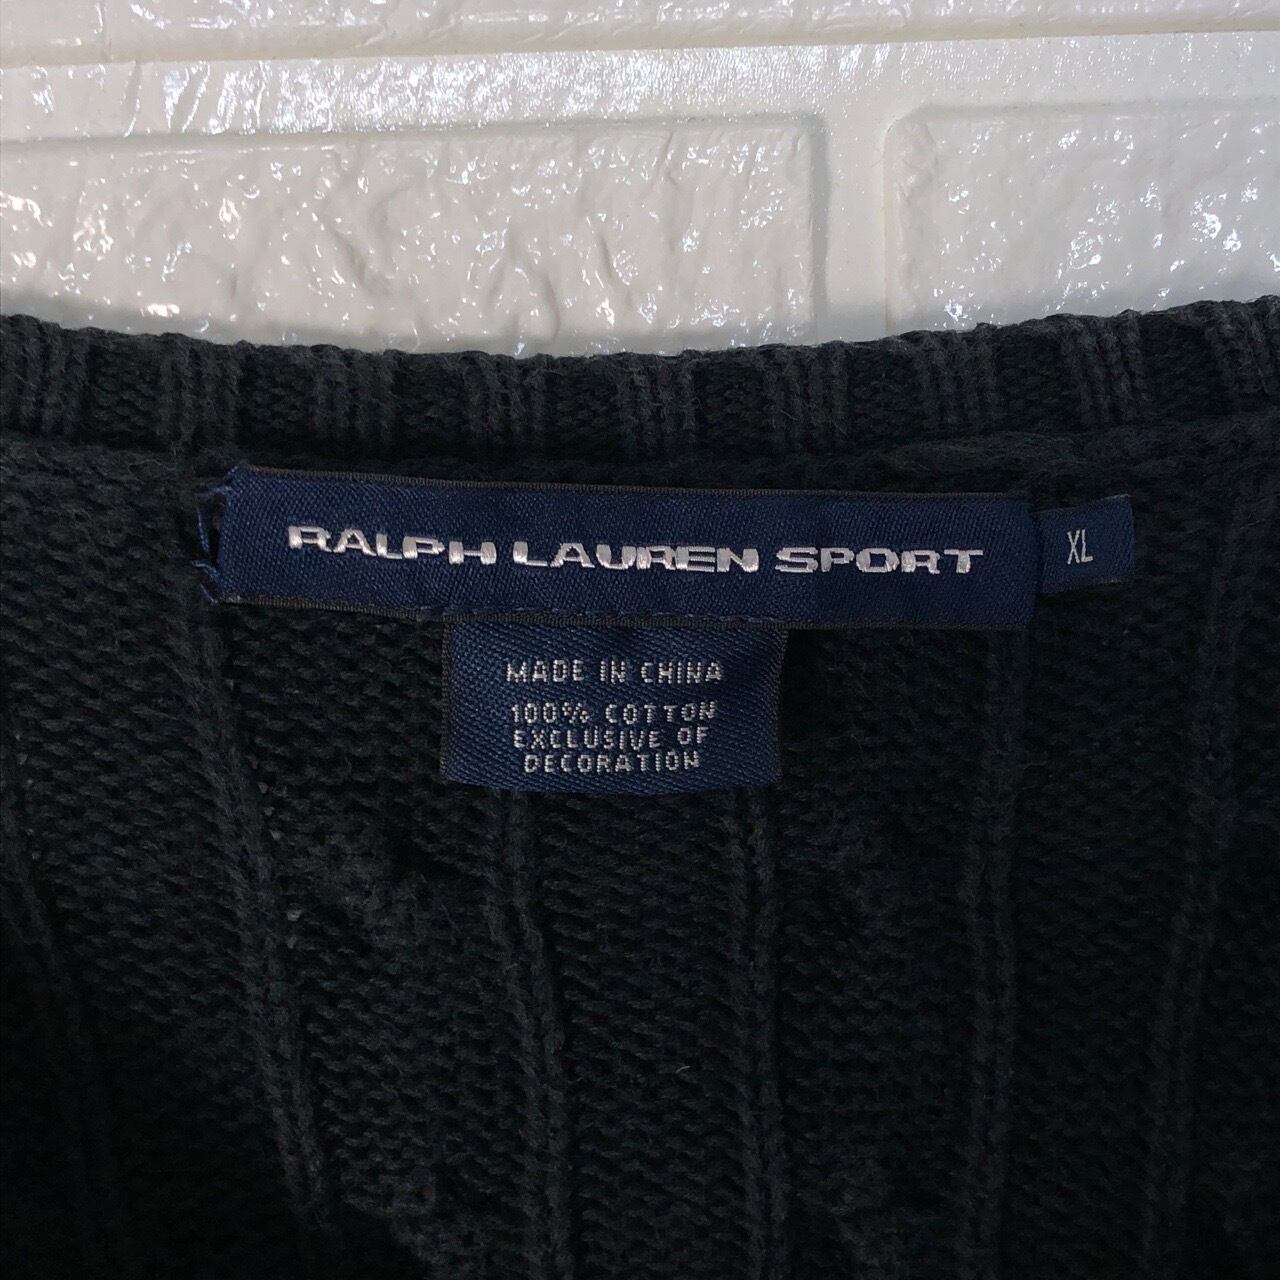 RALPH LAUREN SPORT
XL
MADE IN CHINA
100% COTTON
EXCLUSIVE OF
DECORATION